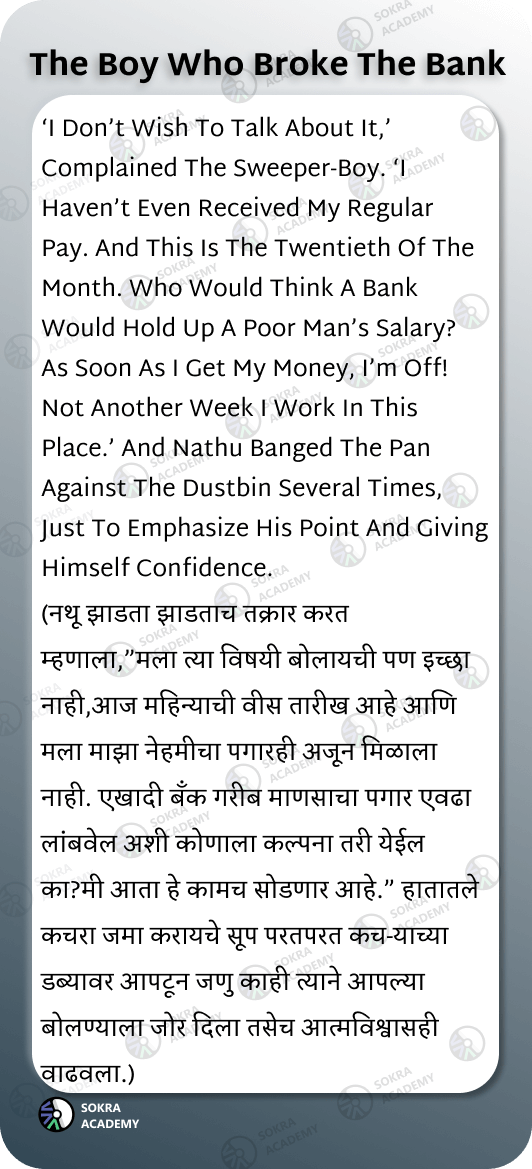 The Boy Who Broke The Bank
‘I Don’t Wish To Talk About It,’
Complained The Sweeper-Boy. ‘I
Haven’t Even Received My Regular
Pay. And This Is The Twentieth Of The
Month. Who Would Think A Bank
Would Hold Up A Poor Man’s Salary?
As Soon As I Get My Money, I’m Off!
Not Another Week I Work In This
Place.’ And Nathu Banged The Pan
Against The Dustbin Several Times,
Just To Emphasize His Point And Giving
Himself Confidence.
(नथू झाडता झाडताच तक्रार करत
म्हणाला,”मला त्या विषयी बोलायची पण इच्छा
नाही,आज महिन्याची वीस तारीख आहे आणि
मला माझा नेहमीचा पगारही अजून मिळाला
नाही. एखादी बँक गरीब माणसाचा पगार एवढा
लांबवेल अशी कोणाला कल्पना तरी येईल
का?मी आता हे कामच सोडणार आहे.” हातातले
कचरा जमा करायचे सूप परतपरत कच-याच्या
डब्यावर आपटून जणु काही त्याने आपल्या
बोलण्याला जोर दिला तसेच आत्मविश्वासही
वाढवला.)
SOKRA
ACADEMY